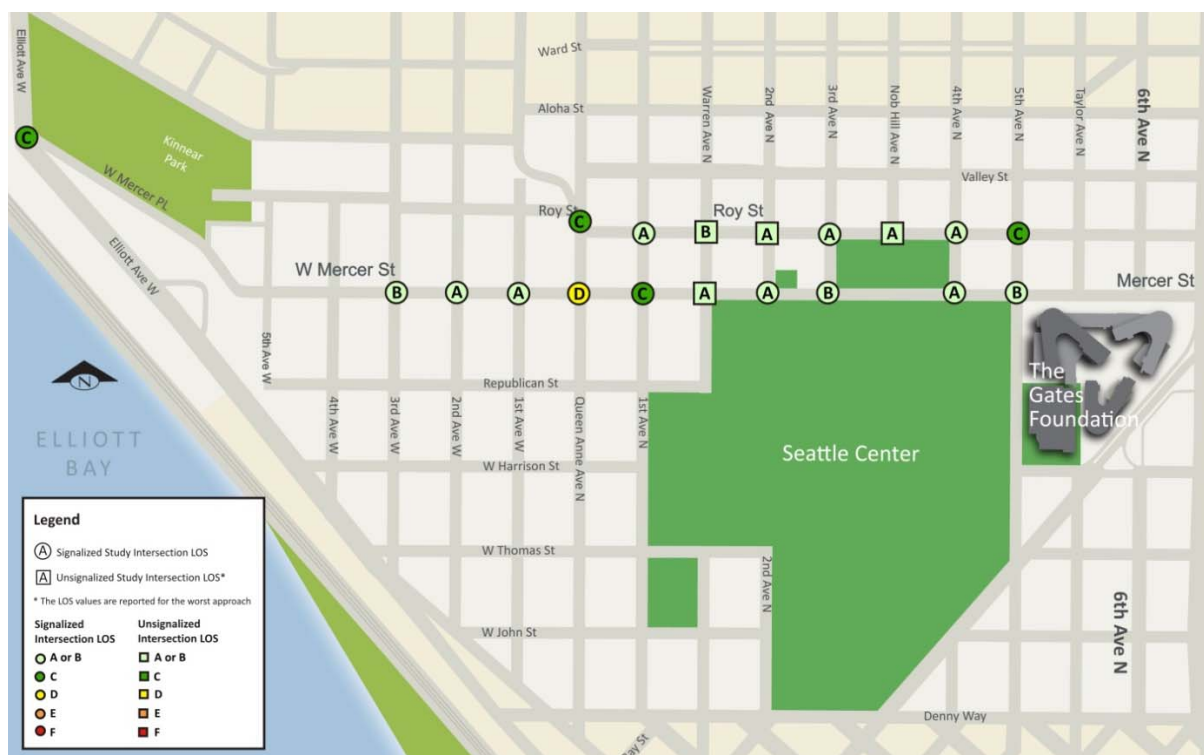 Elliott Ave W
Ward St
Aloha St
Warren Ave N
2nd Ave N
3rd Ave N
Nob Hill Ave N
4th Ave N
5th Ave N
Taylor Ave N
6th Ave N
C
Kinnear
Park
W Mercer PL
Valley St
Roy St
Roy St
C
A
B
A
A
A
A
C
Elliott Ave W
W Mercer St
Mercer St
B
A
A
D
C
A
A
B
A
B
5th Ave W
4th Ave W
3rd Ave W
2nd Ave W
1st Ave W
Queen Anne Ave N
1st Ave N
Republican St
N
The
Gates
Foundation
ELLIOTT
BAY
Seattle Center
W Harrison St
W Thomas St
2nd Ave N
W John St
6th Ave N
Denny Way
ay St
Legend
A Signalized Study Intersection LOS
A Unsignalized Study Intersection LOS*
* The LOS values are reported for the worst approach
Signalized
Intersection LOS
A or B
C
D
E
F
Unsignalized
Intersection LOS
A or B
C
D
E
F